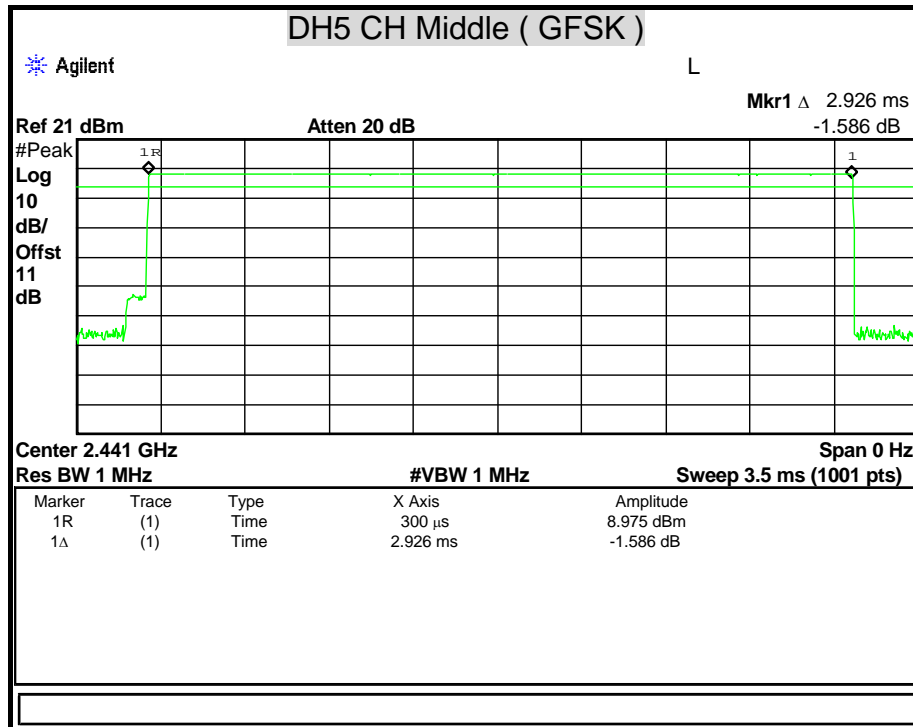 DH5 CH Middle ( GFSK )
Agilent
L
Mkr1 Δ 2.926 ms
Ref 21 dBm Atten 20 dB -1.586 dB
#Peak
Log
10
dB/
Offst
11
dB
1R
1
Center 2.441 GHz Span 0 Hz
Res BW 1 MHz #VBW 1 MHz Sweep 3.5 ms (1001 pts)
Marker Trace Type X Axis Amplitude
1R (1) Time 300 μs 8.975 dBm
1Δ (1) Time 2.926 ms -1.586 dB